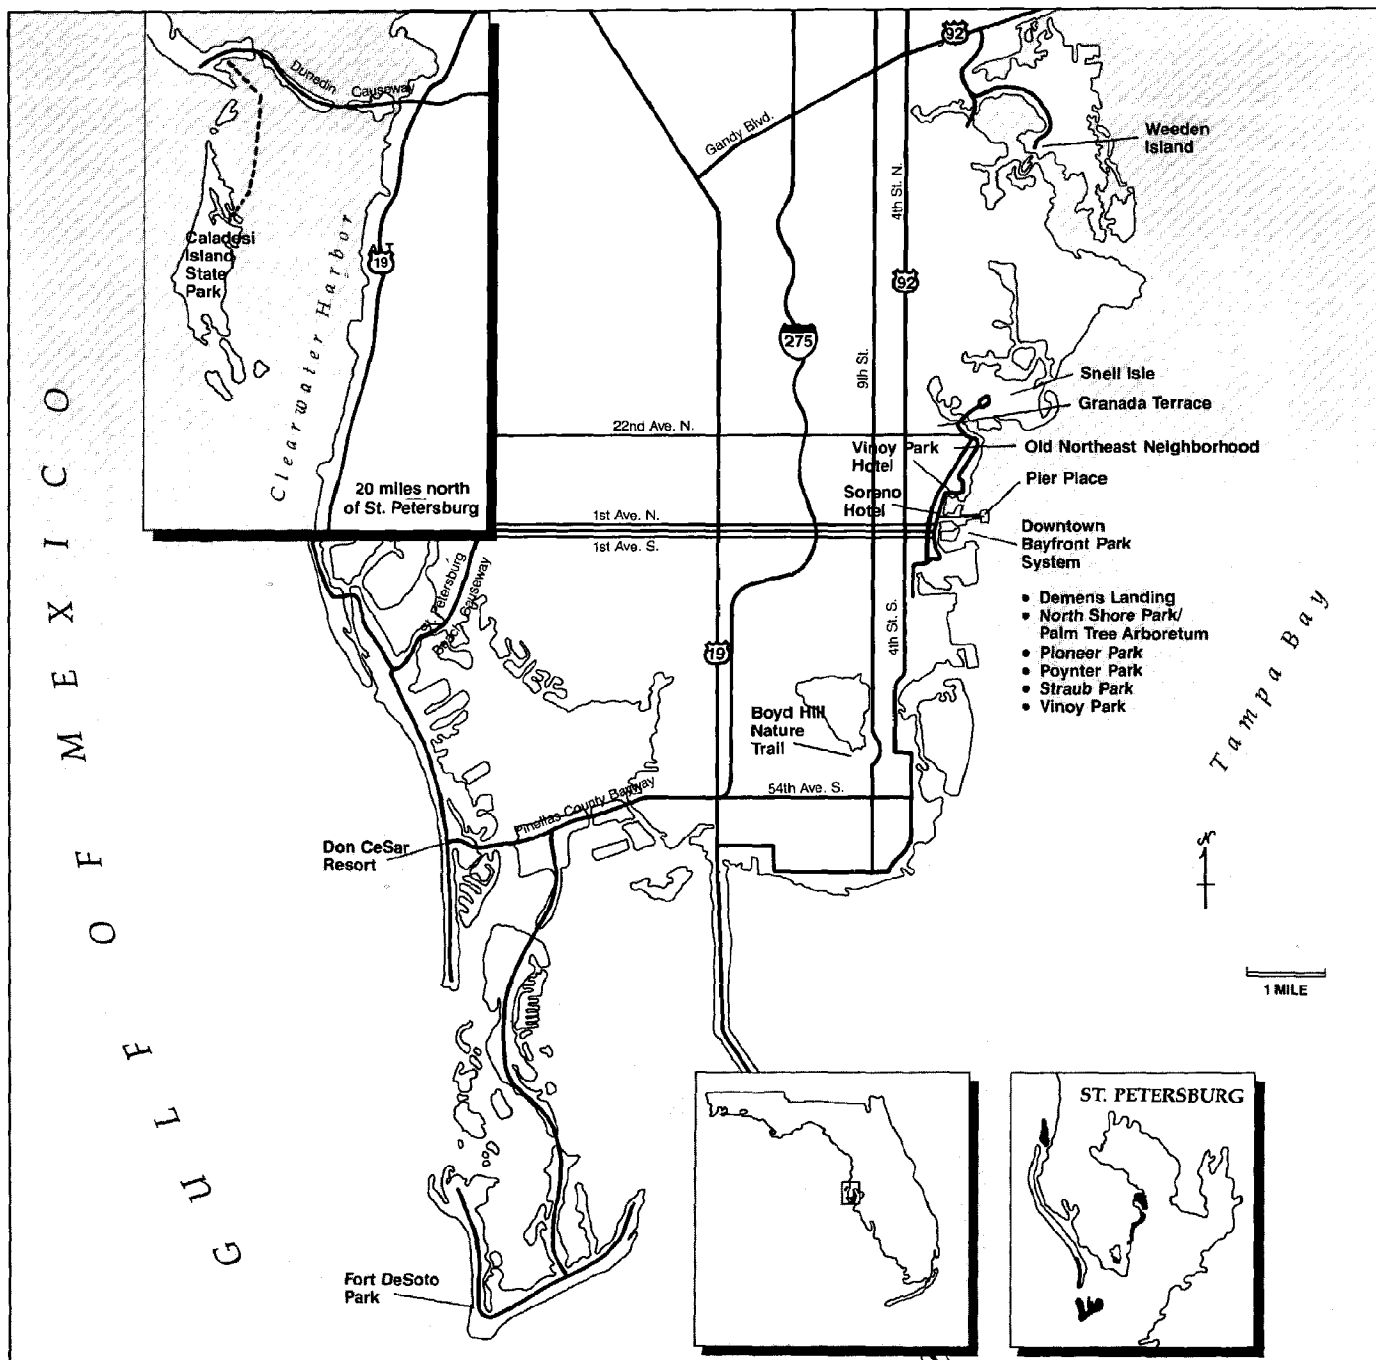 92
Dunedin
Causeway
Gandy Blvd.
Weeden
Island
4th St. N.
Caladesi
Island
State
Park
Clearwater Harbor
ALT
19
92
275
9th St.
Snell Isle
Granada Terrace
22nd Ave. N.
Old Northeast Neighborhood
Vinoy Park
Hotel
Pier Place
Soreno
Hotel
20 miles north
of St. Petersburg
1st Ave. N.
1st Ave. S.
Downtown
Bayfront Park
System
St. Petersburg
Beach Causeway
• Demens Landing
• North Shore Park/
Palm Tree Arboretum
• Pioneer Park
• Poynter Park
• Straub Park
• Vinoy Park
4th St. S.
19
Tampa Bay
GULF OF MEXICO
Boyd Hill
Nature
Trail
54th Ave. S.
Pinellas County Bayway
Don CeSar
Resort
N
1 MILE
ST. PETERSBURG
Fort DeSoto
Park